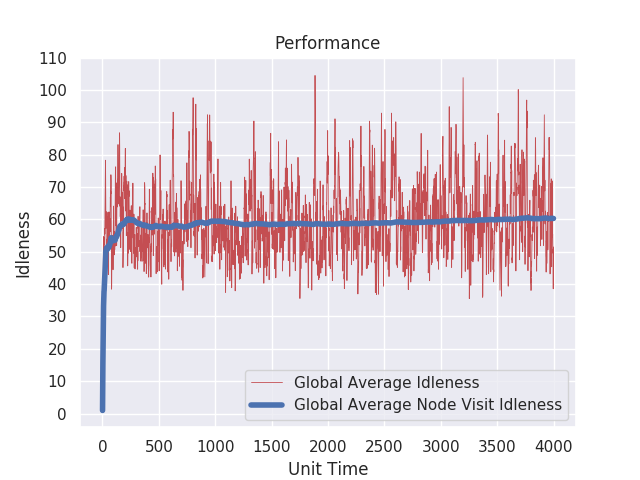 Performance
110
100
90
80
70
60
50
40
30
20
10
0
Idleness
Global Average Idleness
Global Average Node Visit Idleness
0 500 1000 1500 2000 2500 3000 3500 4000
Unit Time